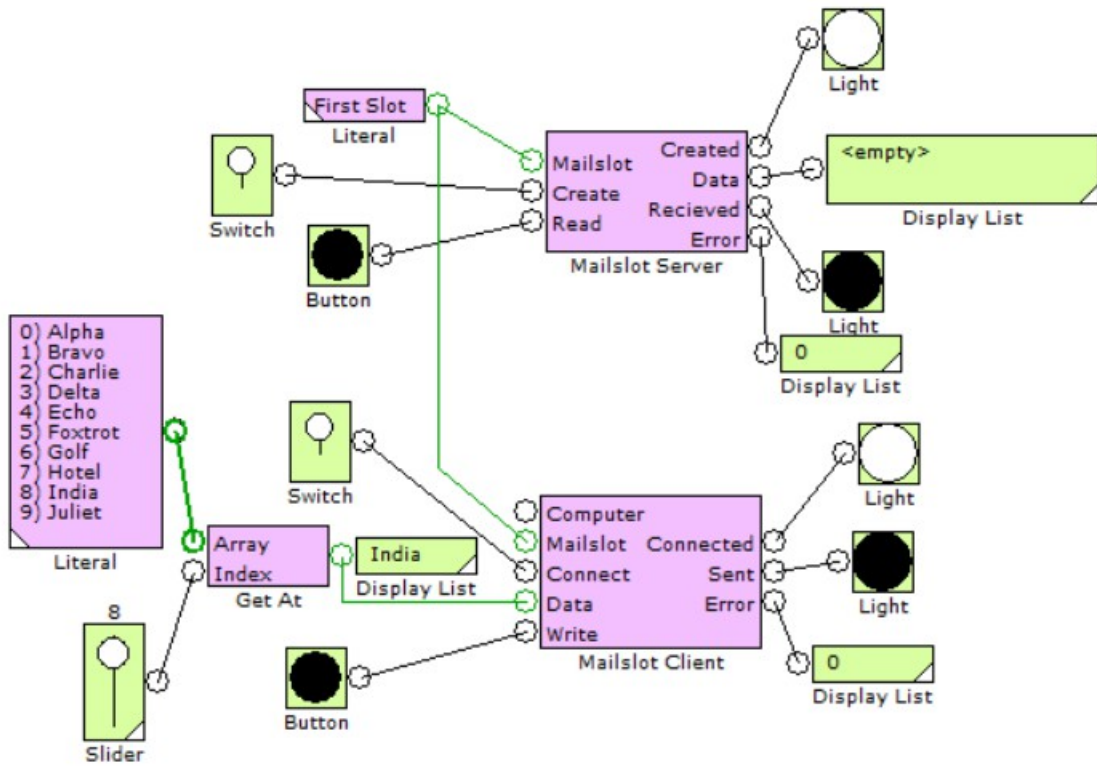 Light
First Slot
Literal
Mailslot
Create
Read
Created
Data
Recieved
Error
Mailslot Server
<empty>
Display List
Switch
Button
Light
0
Display List
0) Alpha
1) Bravo
2) Charlie
3) Delta
4) Echo
5) Foxtrot
6) Golf
7) Hotel
8) India
9) Juliet
Literal
Switch
Light
Array
Index
Get At
India
Display List
Computer
Mailslot
Connect
Data
Write
Connected
Sent
Error
Mailslot Client
Light
8
Slider
Button
0
Display List